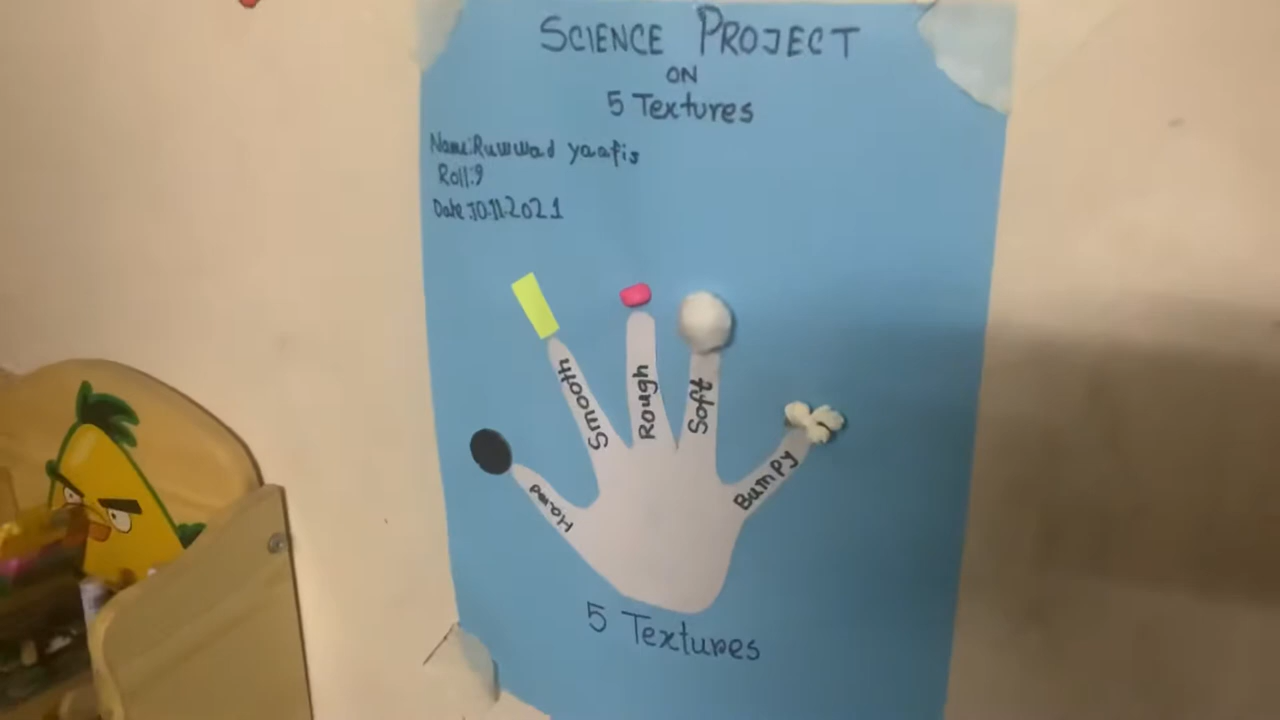 SCIENCE PROJECT
ON
5 Textures
Name:Ruwwad yaafis
Roll:9
Date:10.11.2021
Smooth
Rough
Soft
Bumpy
Hard
5 Textures